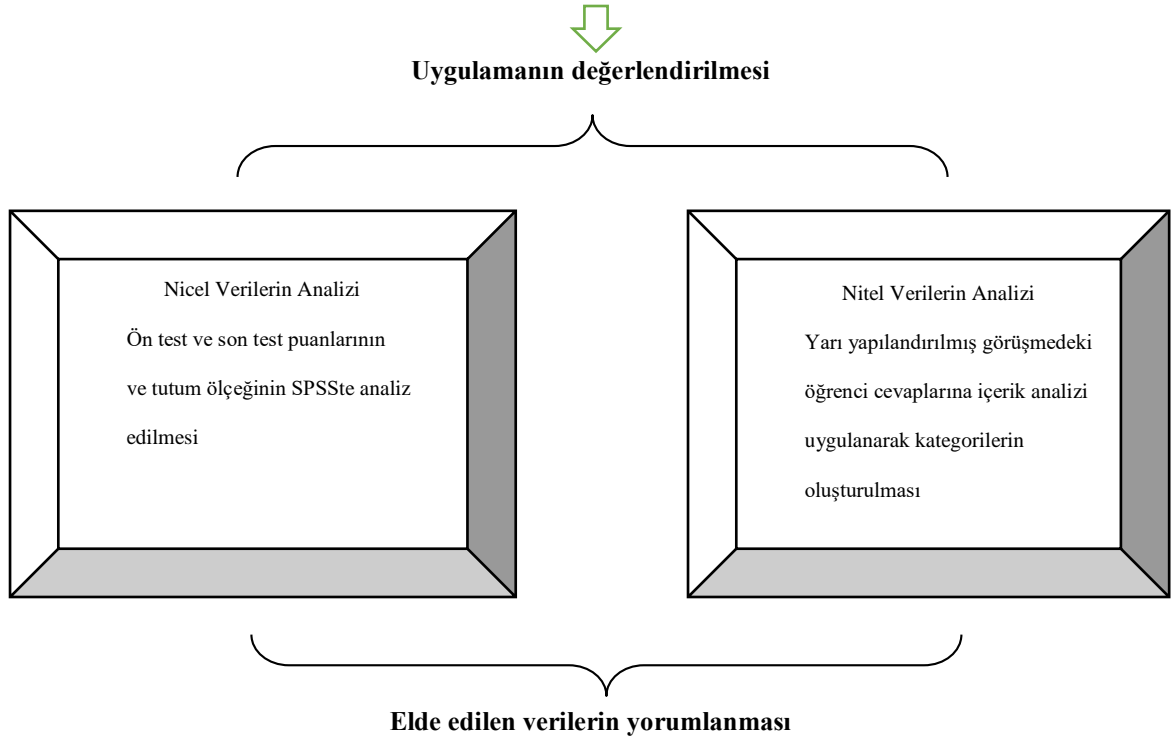 Uygulamanın değerlendirilmesi
Nicel Verilerin Analizi
Ön test ve son test puanlarının
ve tutum ölçeğinin SPSSte analiz
edilmesi
Nitel Verilerin Analizi
Yarı yapılandırılmış görüşmedeki
öğrenci cevaplarına içerik analizi
uygulanarak kategorilerin
oluşturulması
Elde edilen verilerin yorumlanması